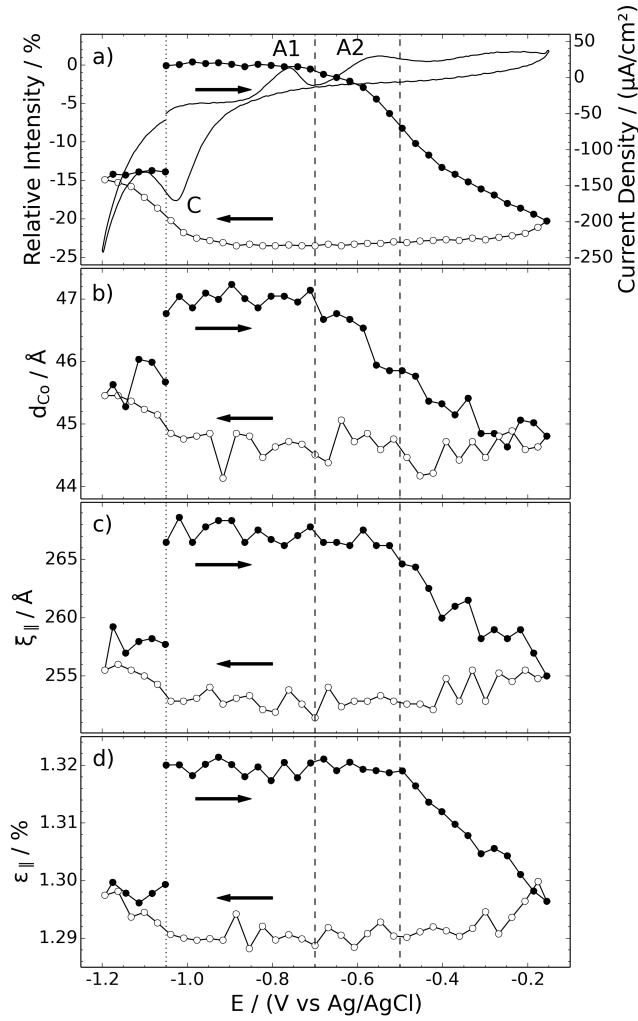 a)
A1
A2
C
Relative Intensity / %
0
-5
-10
-15
-20
-25
50
0
-50
-100
-150
-200
-250
Current Density / (μA/cm²)
b)
d_Co / Å
47
46
45
44
c)
ξ_∥ / Å
265
260
255
d)
ε_∥ / %
1.32
1.31
1.30
1.29
-1.2
-1.0
-0.8
-0.6
-0.4
-0.2
E / (V vs Ag/AgCl)